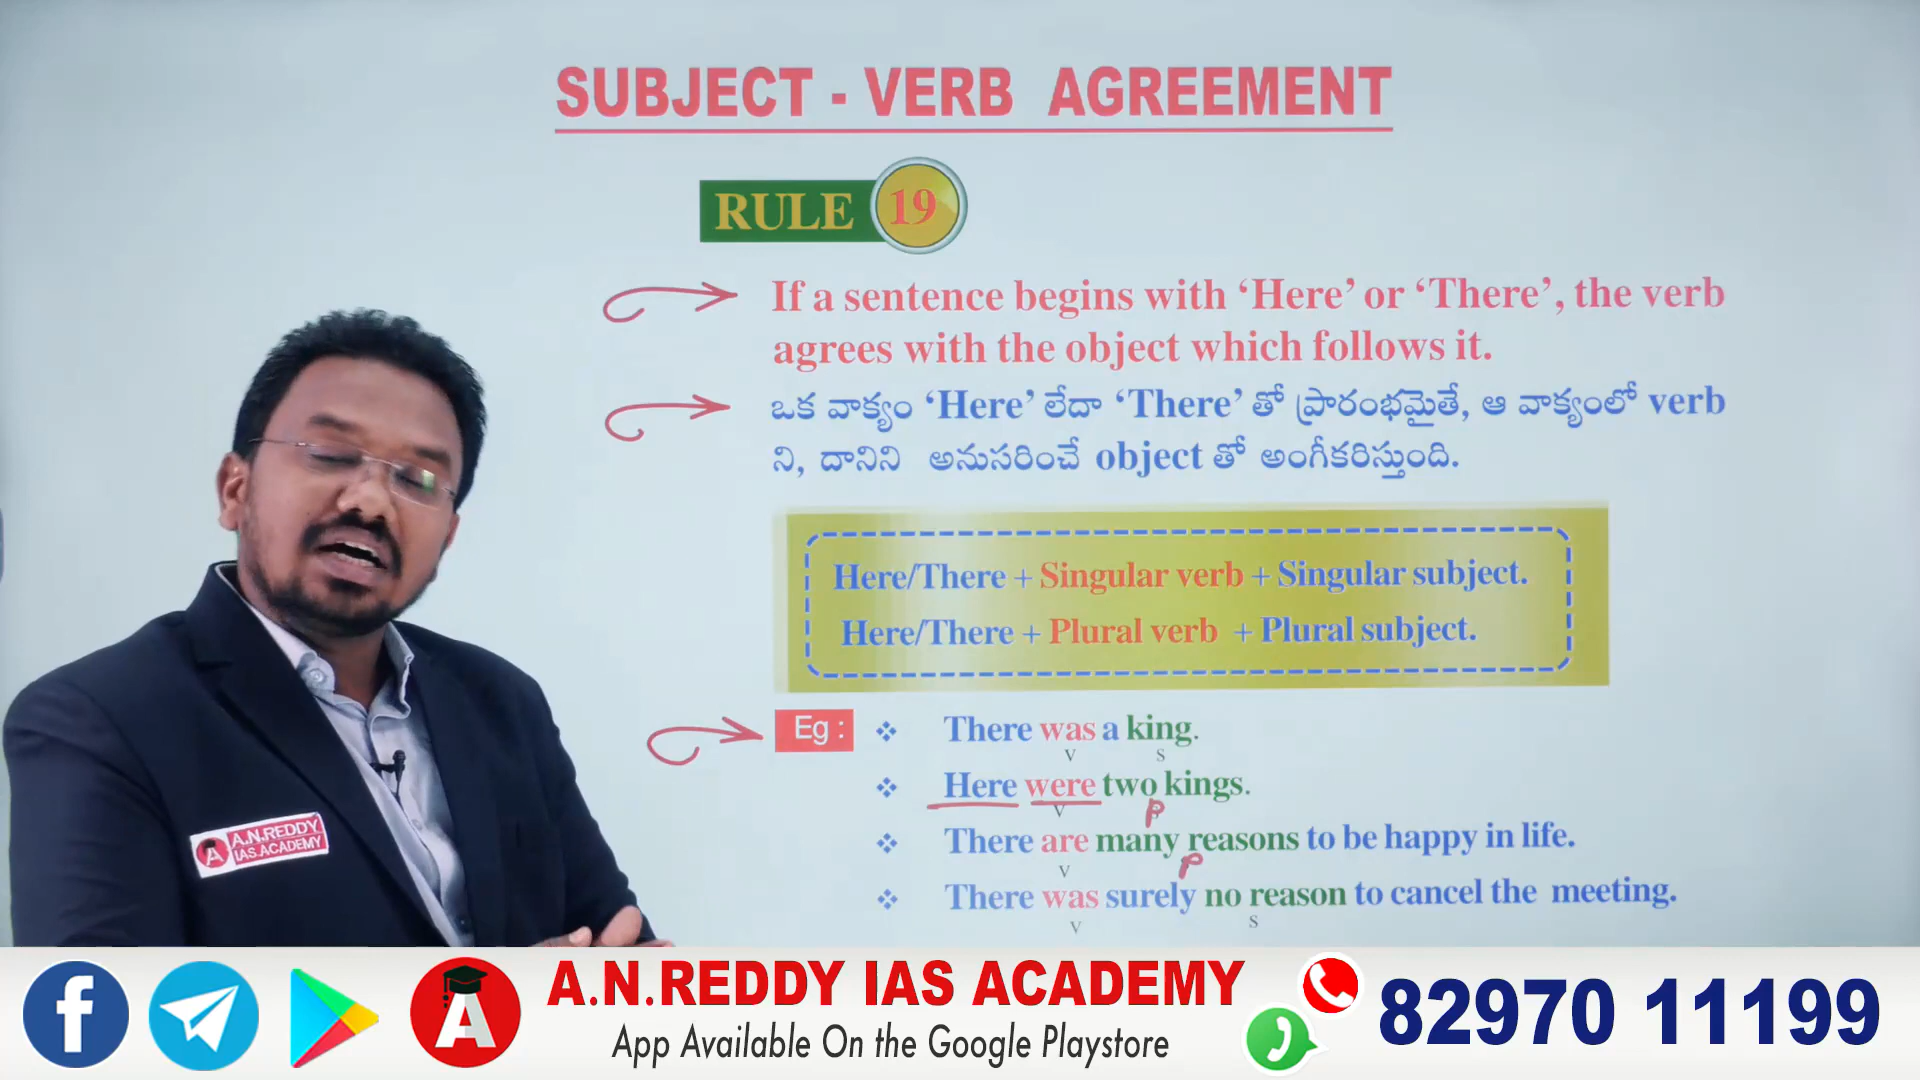 SUBJECT - VERB AGREEMENT
RULE 19
If a sentence begins with ‘Here’ or ‘There’, the verb
agrees with the object which follows it.
ఒక వాక్యం ‘Here’ లేదా ‘There’ తో ప్రారంభమైతే, ఆ వాక్యంలో verb
ని, దానిని అనుసరించే object తో అంగీకరిస్తుంది.
Here/There + Singular verb + Singular subject.
Here/There + Plural verb + Plural subject.
Eg : ❖ There was a king.
V S
❖ Here were two kings.
V P
❖ There are many reasons to be happy in life.
V P
❖ There was surely no reason to cancel the meeting.
V S
A.N.REDDY
IAS ACADEMY
A.N.REDDY IAS ACADEMY
App Available On the Google Playstore
82970 11199